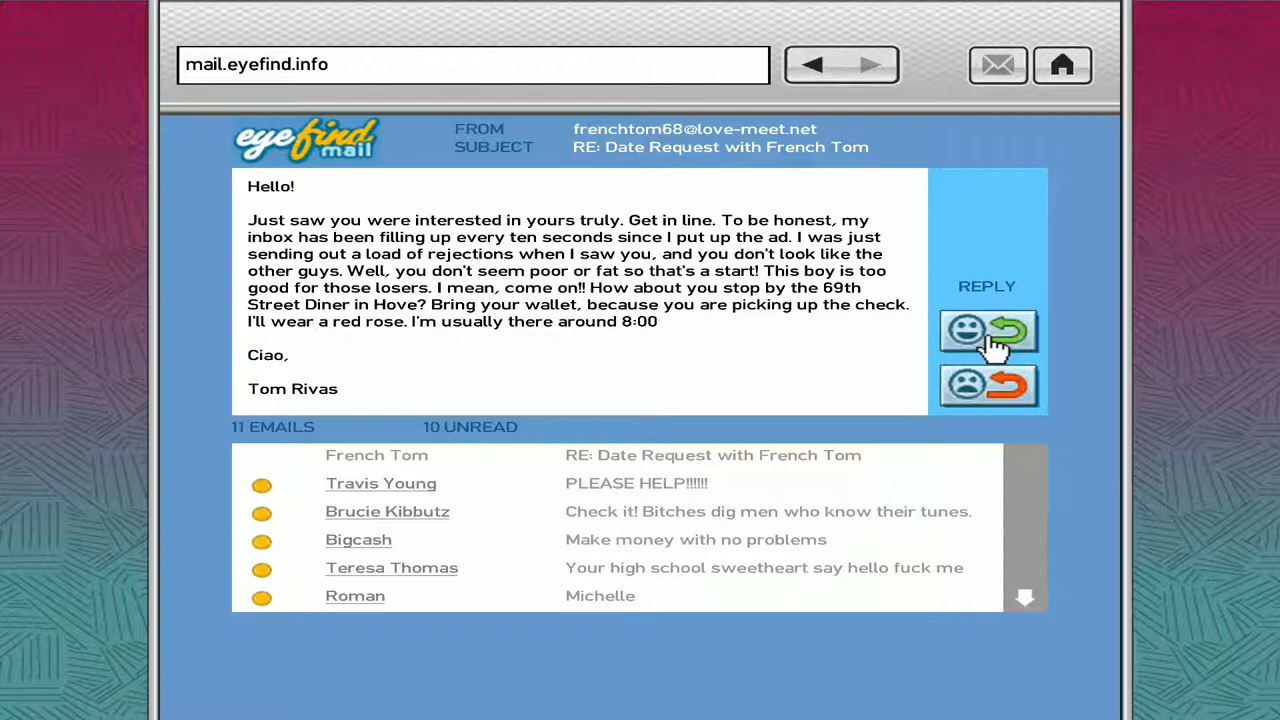 mail.eyefind.info
eyefind
mail
FROM frenchtom68@love-meet.net
SUBJECT RE: Date Request with French Tom
Hello!
Just saw you were interested in yours truly. Get in line. To be honest, my
inbox has been filling up every ten seconds since I put up the ad. I was just
sending out a load of rejections when I saw you, and you don't look like the
other guys. Well, you don't seem poor or fat so that's a start! This boy is too
good for those losers. I mean, come on!! How about you stop by the 69th
Street Diner in Hove? Bring your wallet, because you are picking up the check.
I'll wear a red rose. I'm usually there around 8:00
Ciao,
Tom Rivas
REPLY
11 EMAILS 10 UNREAD
French Tom RE: Date Request with French Tom
Travis Young PLEASE HELP!!!!!!
Brucie Kibbutz Check it! Bitches dig men who know their tunes.
Bigcash Make money with no problems
Teresa Thomas Your high school sweetheart say hello fuck me
Roman Michelle